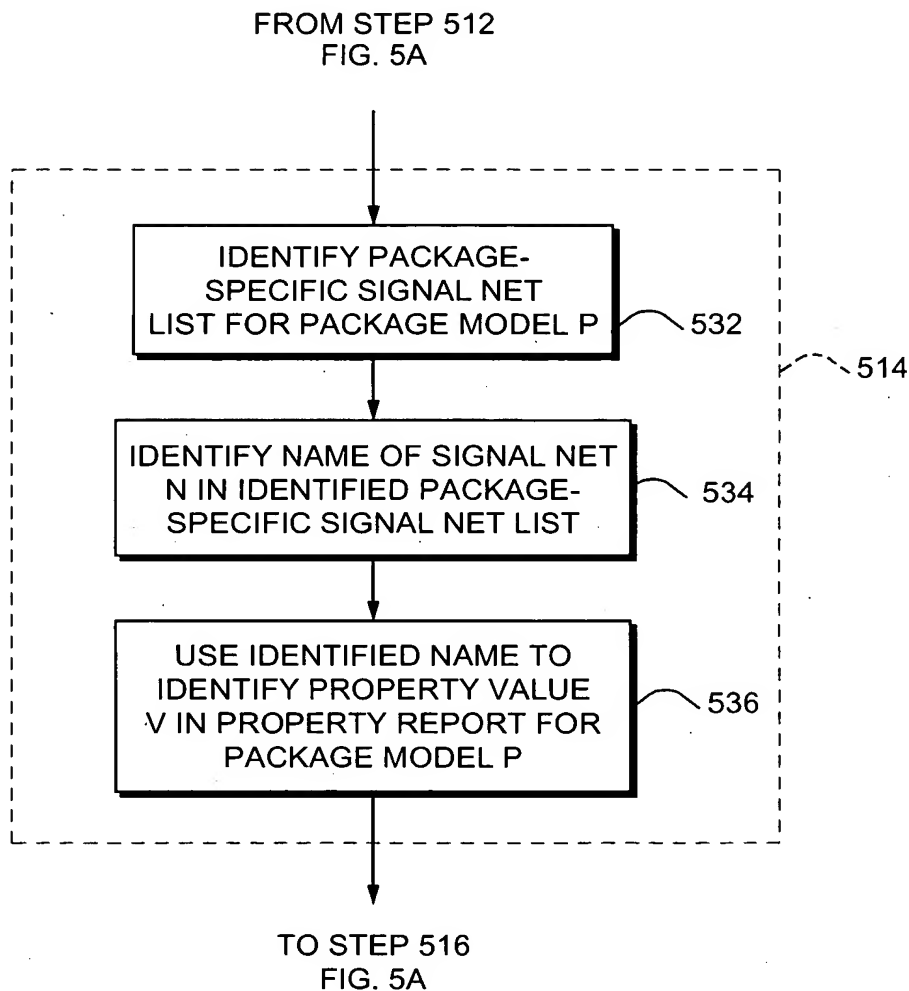 FROM STEP 512
FIG. 5A
IDENTIFY PACKAGE-
SPECIFIC SIGNAL NET
LIST FOR PACKAGE MODEL P
532
514
IDENTIFY NAME OF SIGNAL NET
N IN IDENTIFIED PACKAGE-
SPECIFIC SIGNAL NET LIST
534
USE IDENTIFIED NAME TO
IDENTIFY PROPERTY VALUE
V IN PROPERTY REPORT FOR
PACKAGE MODEL P
536
TO STEP 516
FIG. 5A